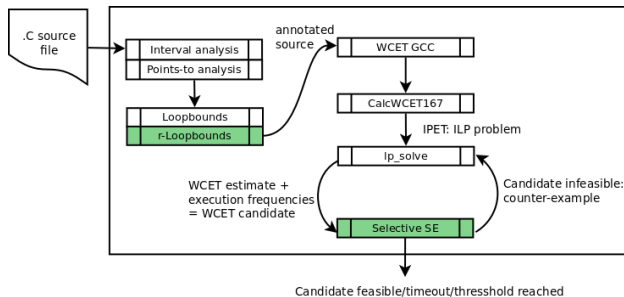 .C source
file
Interval analysis
Points-to analysis
Loopbounds
r-Loopbounds
annotated
source
WCET GCC
CalcWCET167
IPET: ILP problem
lp_solve
WCET estimate +
execution frequencies
= WCET candidate
Candidate infeasible:
counter-example
Selective SE
Candidate feasible/timeout/thresshold reached